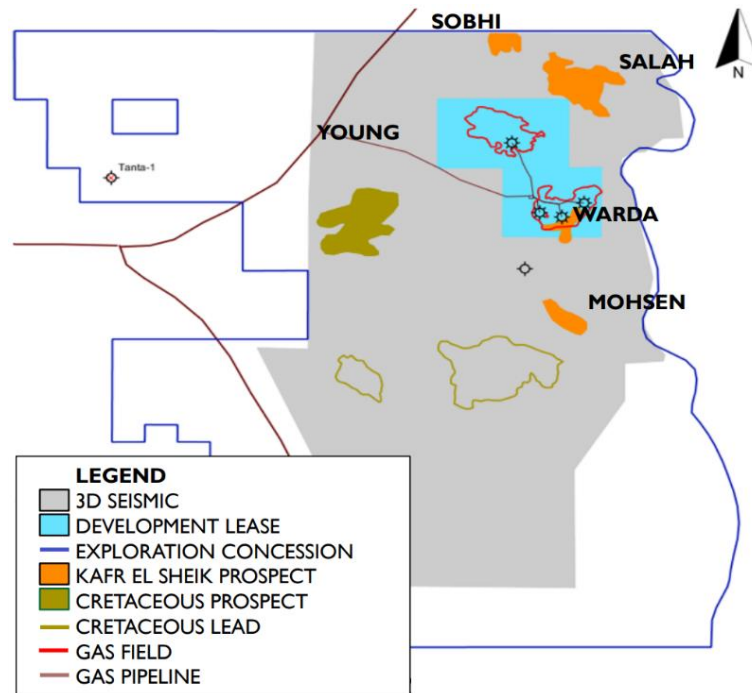 SOBHI
SALAH
N
YOUNG
Tanta-1
WARDA
MOHSEN
LEGEND
3D SEISMIC
DEVELOPMENT LEASE
EXPLORATION CONCESSION
KAFR EL SHEIK PROSPECT
CRETACEOUS PROSPECT
CRETACEOUS LEAD
GAS FIELD
GAS PIPELINE